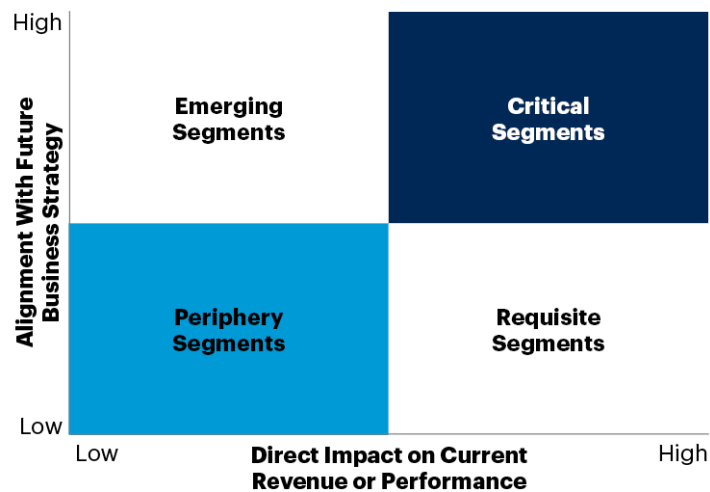 High
Emerging
Segments
Critical
Segments
Alignment With Future
Business Strategy
Periphery
Segments
Requisite
Segments
Low
Low
Direct Impact on Current
Revenue or Performance
High